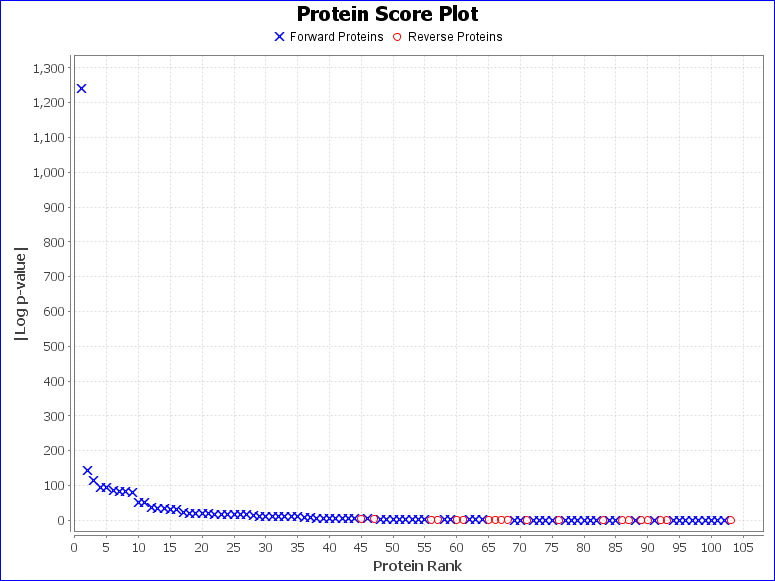 Protein Score Plot
Forward Proteins Reverse Proteins
1,300
1,200
1,100
1,000
900
800
700
600
500
400
300
200
100
0
|Log p-value|
0 5 10 15 20 25 30 35 40 45 50 55 60 65 70 75 80 85 90 95 100 105
Protein Rank